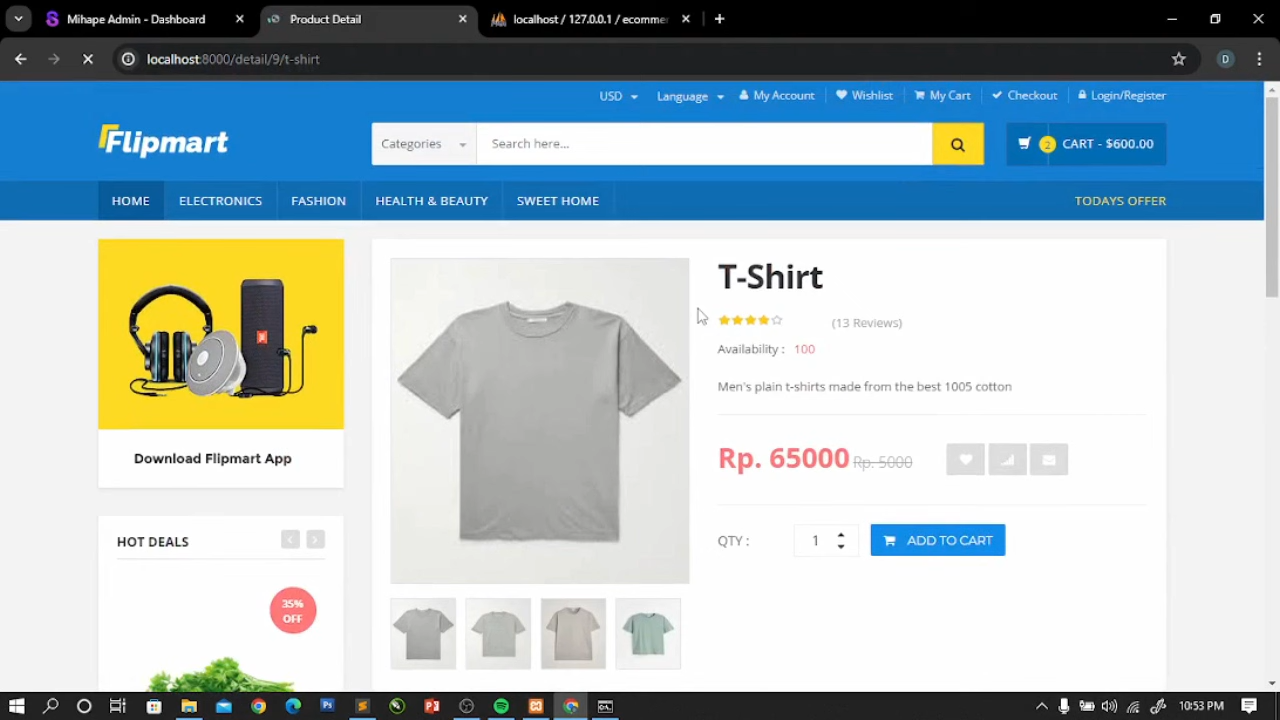 Mihape Admin - Dashboard
Product Detail
localhost / 127.0.0.1 / ecomme
localhost:8000/detail/9/t-shirt
D
USD
Language
My Account
Wishlist
My Cart
Checkout
Login/Register
Flipmart
Categories
Search here...
2
CART - $600.00
HOME
ELECTRONICS
FASHION
HEALTH & BEAUTY
SWEET HOME
TODAYS OFFER
JBL
Download Flipmart App
HOT DEALS
35%
OFF
T-Shirt
(13 Reviews)
Availability : 100
Men's plain t-shirts made from the best 1005 cotton
Rp. 65000 Rp. 5000
QTY :
1
ADD TO CART
10:53 PM